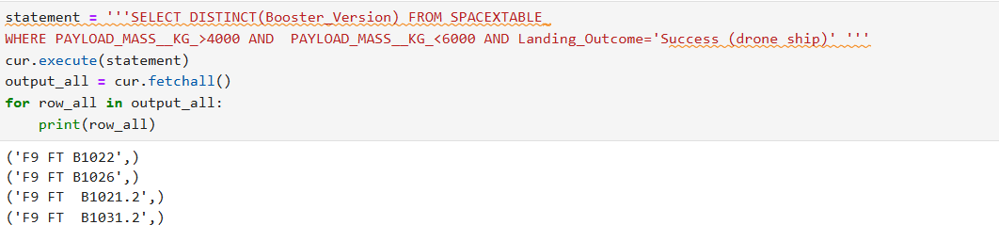 statement = '''SELECT DISTINCT(Booster_Version) FROM SPACEXTABLE
WHERE PAYLOAD_MASS__KG_>4000 AND  PAYLOAD_MASS__KG_<6000 AND Landing_Outcome='Success (drone ship)' '''
cur.execute(statement)
output_all = cur.fetchall()
for row_all in output_all:
    print(row_all)
('F9 FT B1022',)
('F9 FT B1026',)
('F9 FT  B1021.2',)
('F9 FT  B1031.2',)